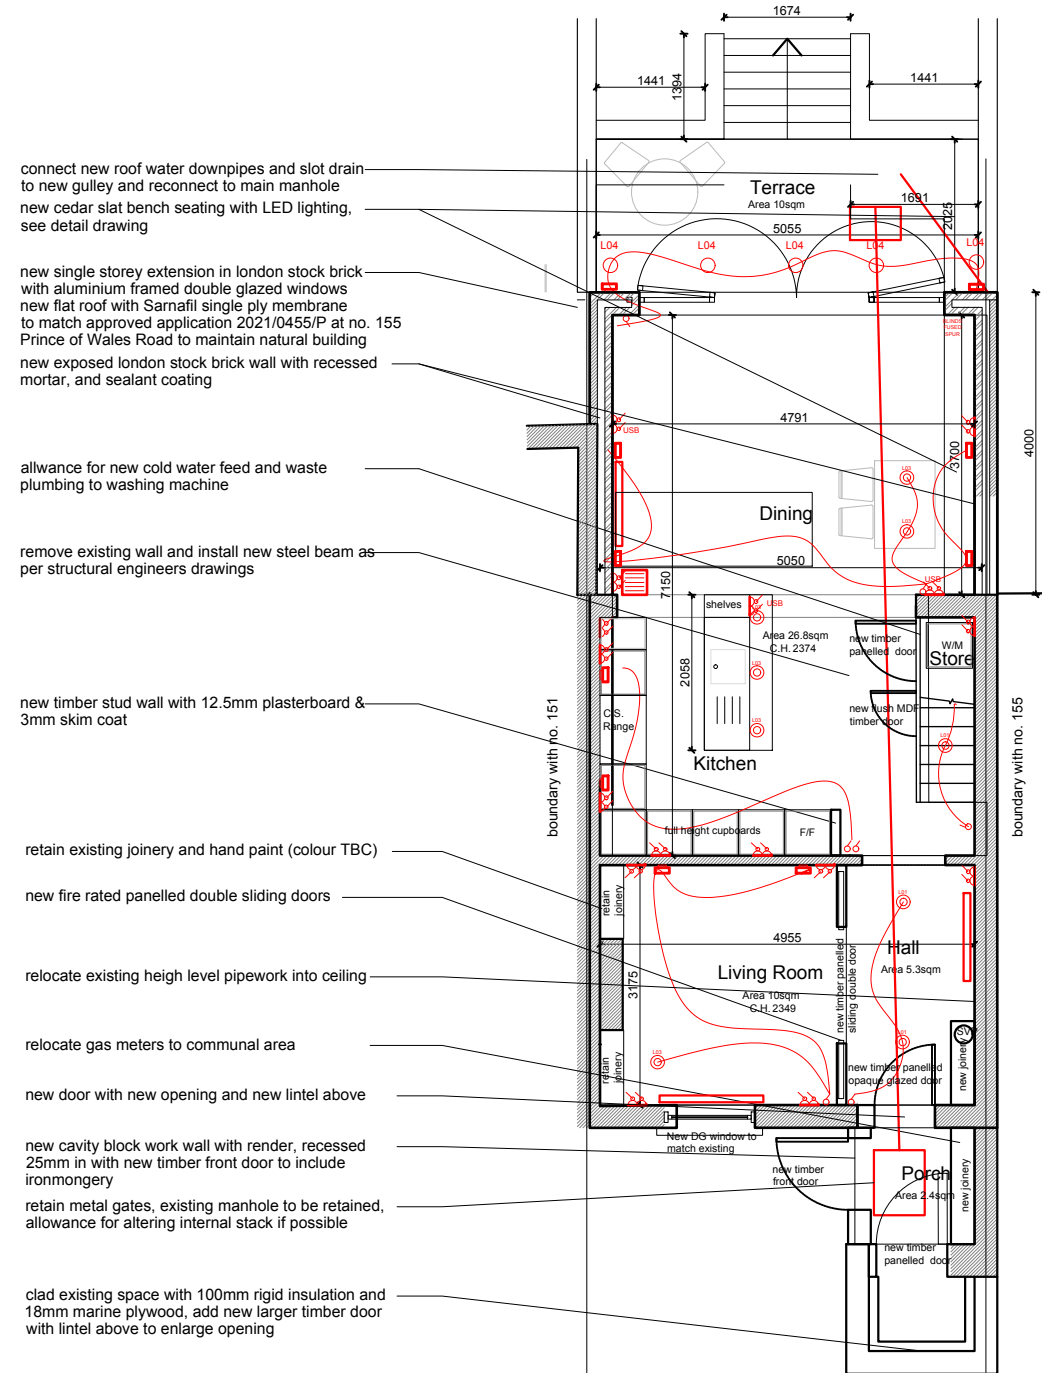 1674
1441
1394
1441
connect new roof water downpipes and slot drain
to new gulley and reconnect to main manhole
new cedar slat bench seating with LED lighting,
see detail drawing
new single storey extension in london stock brick
with aluminium framed double glazed windows
new flat roof with Sarnafil single ply membrane
to match approved application 2021/0455/P at no. 155
Prince of Wales Road to maintain natural building
new exposed london stock brick wall with recessed
mortar, and sealant coating
allwance for new cold water feed and waste
plumbing to washing machine
remove existing wall and install new steel beam as
per structural engineers drawings
new timber stud wall with 12.5mm plasterboard &
3mm skim coat
retain existing joinery and hand paint (colour TBC)
new fire rated panelled double sliding doors
relocate existing heigh level pipework into ceiling
relocate gas meters to communal area
new door with new opening and new lintel above
new cavity block work wall with render, recessed
25mm in with new timber front door to include
ironmongery
retain metal gates, existing manhole to be retained,
allowance for altering internal stack if possible
clad existing space with 100mm rigid insulation and
18mm marine plywood, add new larger timber door
with lintel above to enlarge opening
Terrace
Area 10sqm
1691
2025
5055
L04
L04
L04
L04
L04
SPUR
4791
USB
3700
4000
L03
Dining
L03
5050
7150
USB
shelves
USB
Area 26.8sqm
C.H. 2374
new timber
panelled door
W/M
Store
2058
L03
new flush MDF
timber door
C.S.
Range
L03
L01
Kitchen
boundary with no. 151
boundary with no. 155
full height cupboards
F/F
retain
joinery
L01
4955
Hall
Area 5.3sqm
Living Room
Area 10sqm
C.H. 2349
3175
new timber panelled
sliding double door
L01
SV
L03
retain
joinery
new timber panelled
opaque glazed door
new joinery
New DG window to
match existing
new timber
front door
Porch
Area 2.4sqm
new joinery
new timber
panelled door